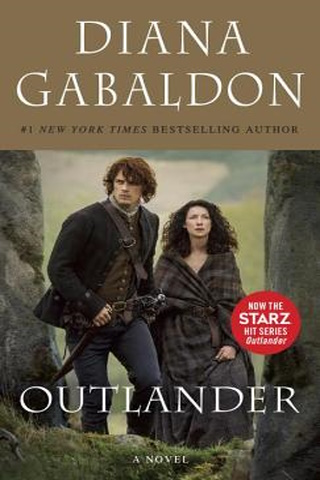 DIANA
GABALDON
#1 NEW YORK TIMES BESTSELLING AUTHOR
NOW THE
STARZ
HIT SERIES
Outlander
OUTLANDER
A NOVEL